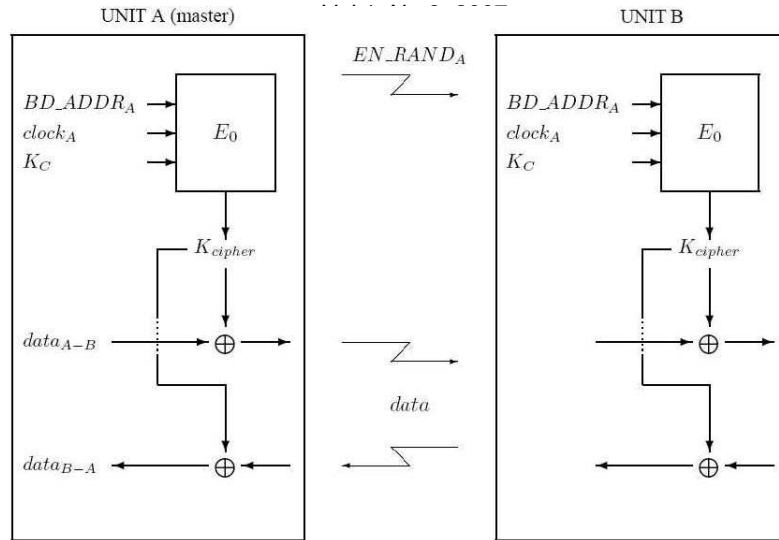 UNIT A (master)
UNIT B
EN_RAND_A
BD_ADDR_A
clock_A
K_C
E_0
BD_ADDR_A
clock_A
K_C
E_0
K_cipher
K_cipher
data_A−B
⊕
⊕
data
data_B−A
⊕
⊕